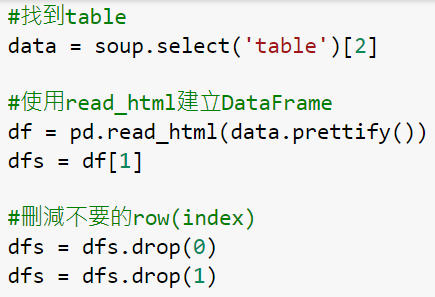 #找到table
data = soup.select('table')[2]
#使用read_html建立DataFrame
df = pd.read_html(data.prettify())
dfs = df[1]
#刪減不要的row(index)
dfs = dfs.drop(0)
dfs = dfs.drop(1)